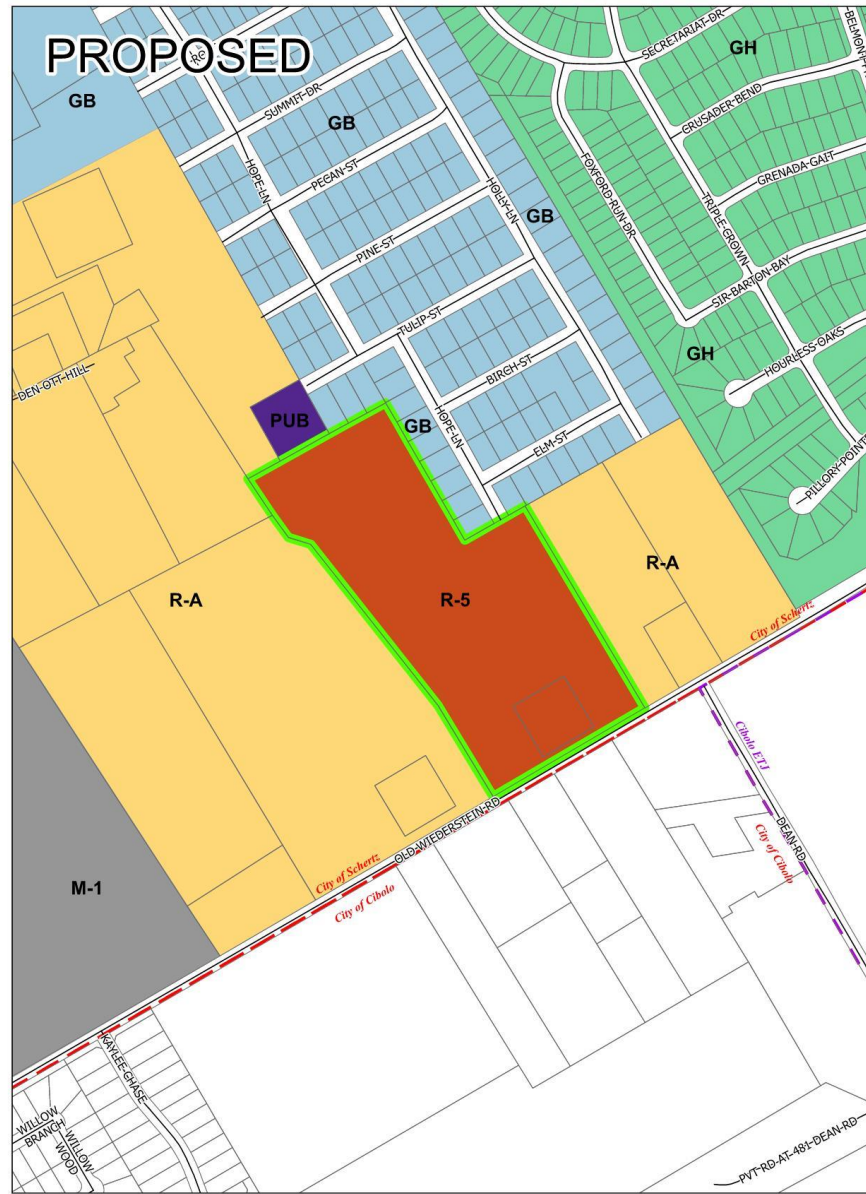 PROPOSED
SECRETARIAT-DR
GH
BELMONT-P
GB
SUMMIT-DR
GB
CRUSADER-BEND
HOPE-LN
PECAN-ST
HOLLY-LN
FOXFORD-RUN-DR
GRENADA-GAIT
TRIPLE-CROWN
GB
PINE-ST
SIR-BARTON-BAY
TULIP-ST
HOURLESS-OAKS
GH
DEN-OTT-HILL
BIRCH-ST
PUB
GB
HOPE-LN
ELM-ST
PILLORY-POINT
R-A
R-A
R-5
City of Schertz
Cibolo ETJ
DEAN-RD
City of Cibolo
OLD-WIEDERSTEIN-RD
M-1
City of Schertz
City of Cibolo
KAYLEE-CHASE
WILLOW
BRANCH
WILLOW
WOOD
PVT-RD-AT-481-DEAN-RD